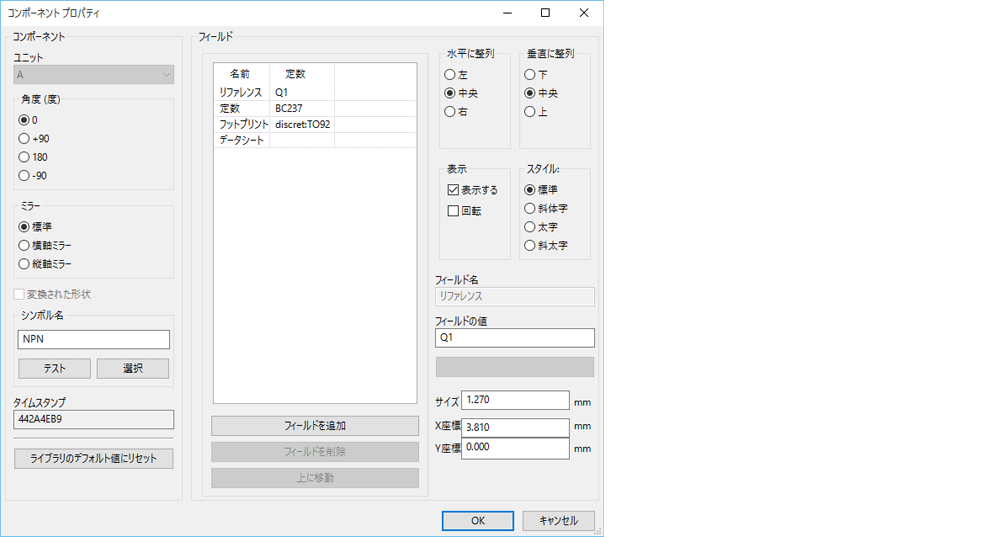 コンポーネント プロパティ
コンポーネント
ユニット
A
角度 (度)
0
+90
180
-90
ミラー
標準
横軸ミラー
縦軸ミラー
変換された形状
シンボル名
NPN
テスト 選択
タイムスタンプ
442A4EB9
ライブラリのデフォルト値にリセット
フィールド
名前 定数
リファレンス Q1
定数 BC237
フットプリント discret:TO92
データシート
フィールドを追加
フィールドを削除
上に移動
水平に整列
左
中央
右
垂直に整列
下
中央
上
表示
表示する
回転
スタイル:
標準
斜体字
太字
斜太字
フィールド名
リファレンス
フィールドの値
Q1
サイズ 1.270 mm
X座標 3.810 mm
Y座標 0.000 mm
OK キャンセル